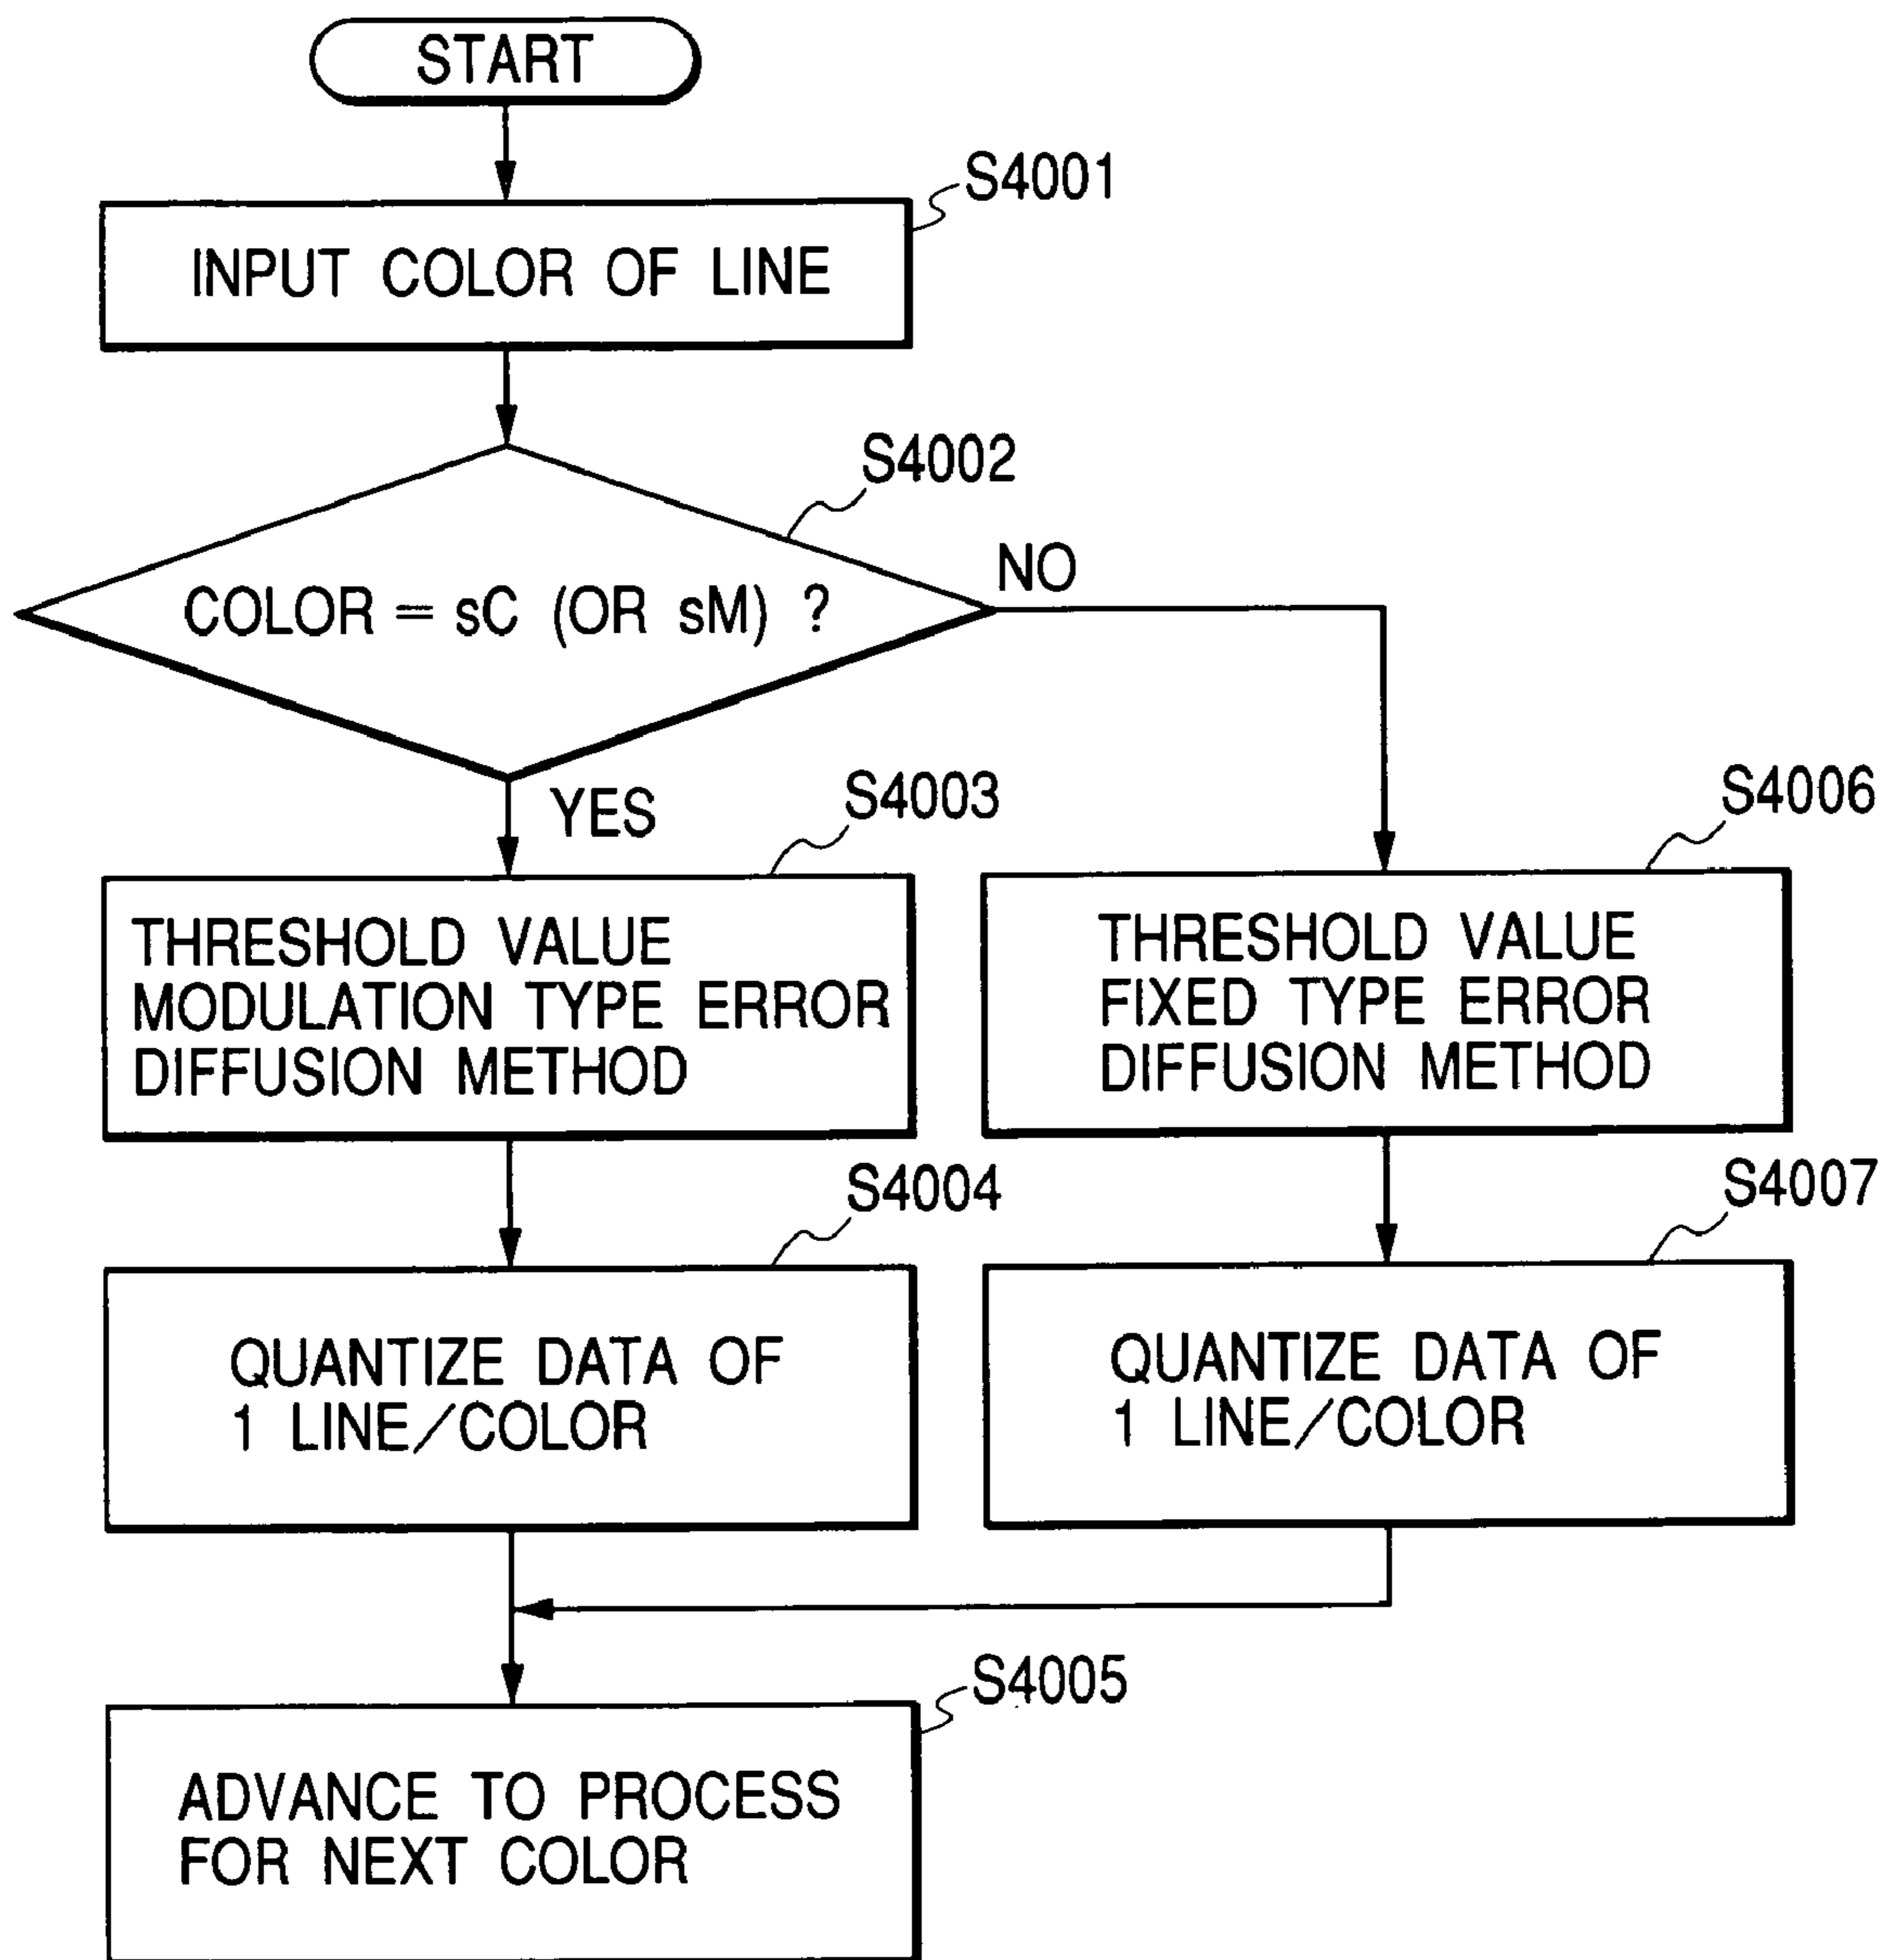 START
S4001
INPUT COLOR OF LINE
S4002
COLOR = sC (OR sM) ?
NO
YES
S4003
THRESHOLD VALUE
MODULATION TYPE ERROR
DIFFUSION METHOD
S4006
THRESHOLD VALUE
FIXED TYPE ERROR
DIFFUSION METHOD
S4004
QUANTIZE DATA OF
1 LINE/COLOR
S4007
QUANTIZE DATA OF
1 LINE/COLOR
S4005
ADVANCE TO PROCESS
FOR NEXT COLOR